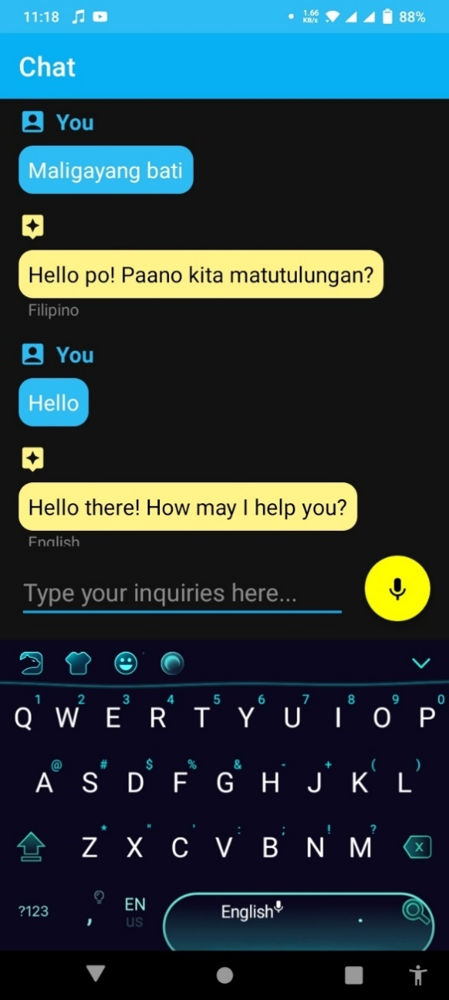 11:18 1.66 KB/s 88%
Chat
You
Maligayang bati
Hello po! Paano kita matutulungan?
Filipino
You
Hello
Hello there! How may I help you?
English
Type your inquiries here...
1 2 3 4 5 6 7 8 9 0
Q W E R T Y U I O P
@ # $ % & - + ( )
A S D F G H J K L
* " ' : ; ! ?
Z X C V B N M X
?123 , EN English .
us